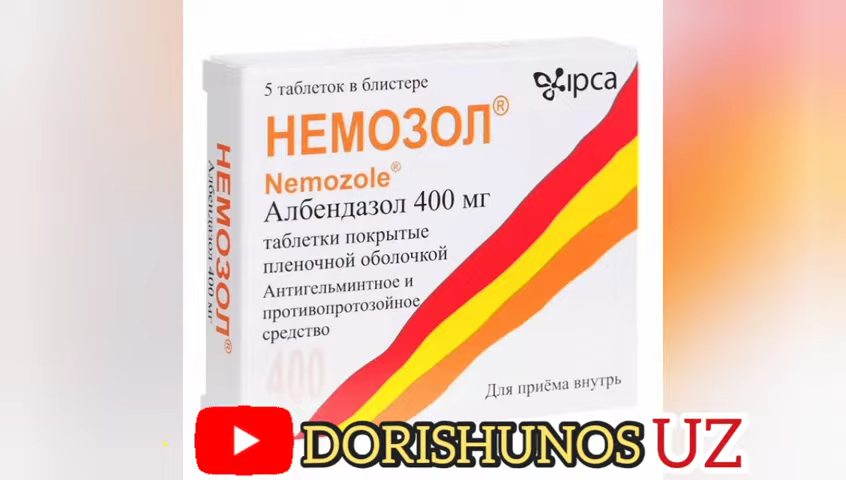 5 таблеток в блистере
ipca
НЕМОЗОЛ®
Nemozole®
Албендазол 400 мг
таблетки покрытые
пленочной оболочкой
Антигельминтное и
противопротозойное
средство
400
Для приёма внутрь
НЕМОЗОЛ®
Албендазол 400 мг
DORISHUNOS UZ